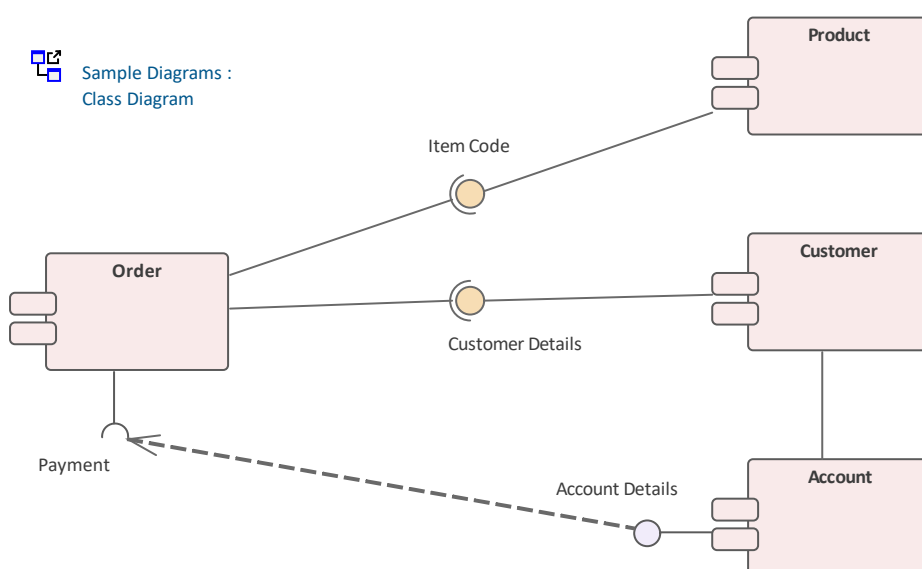 Product
Sample Diagrams :
Class Diagram
Item Code
Customer
Order
Customer Details
Payment
Account
Account Details